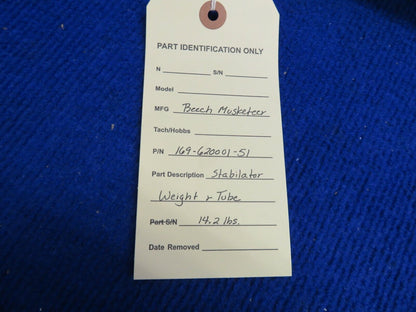 PART IDENTIFICATION ONLY
N S/N
Model
MFG Beech Musketeer
Tach/Hobbs
P/N 169-620001-51
Part Description Stabilator
Weight & Tube
Part S/N 14.2 lbs.
Date Removed